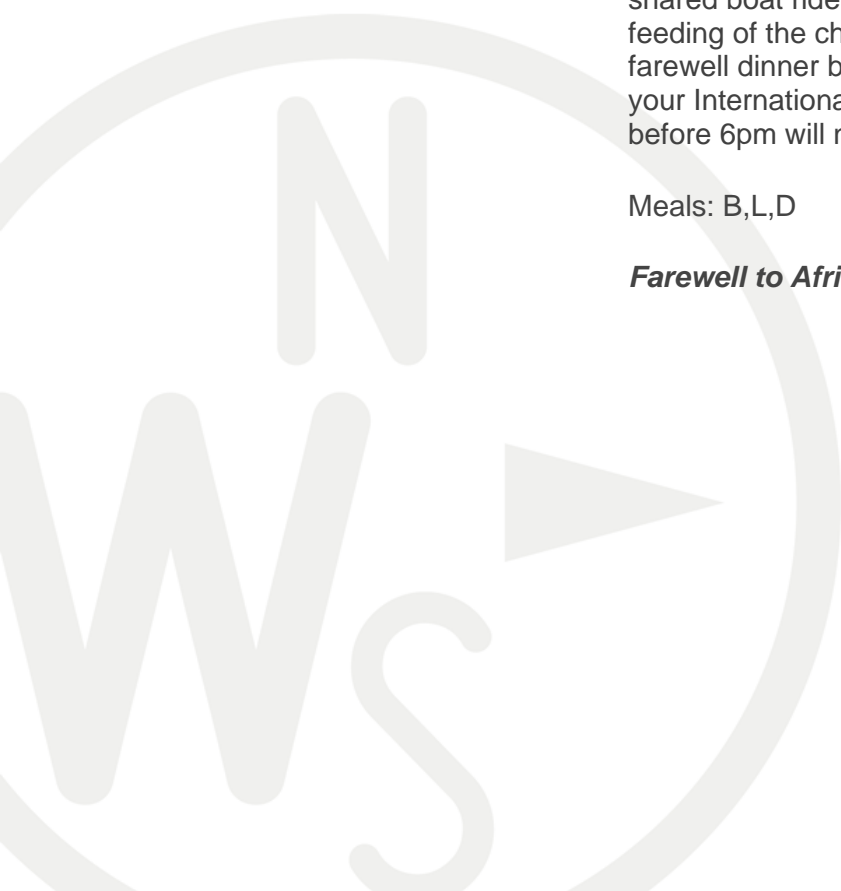 shared boat ride
feeding of the
farewell dinner
your
before 6pm will
Meals: B,L,D
Farewell to
N
W
S